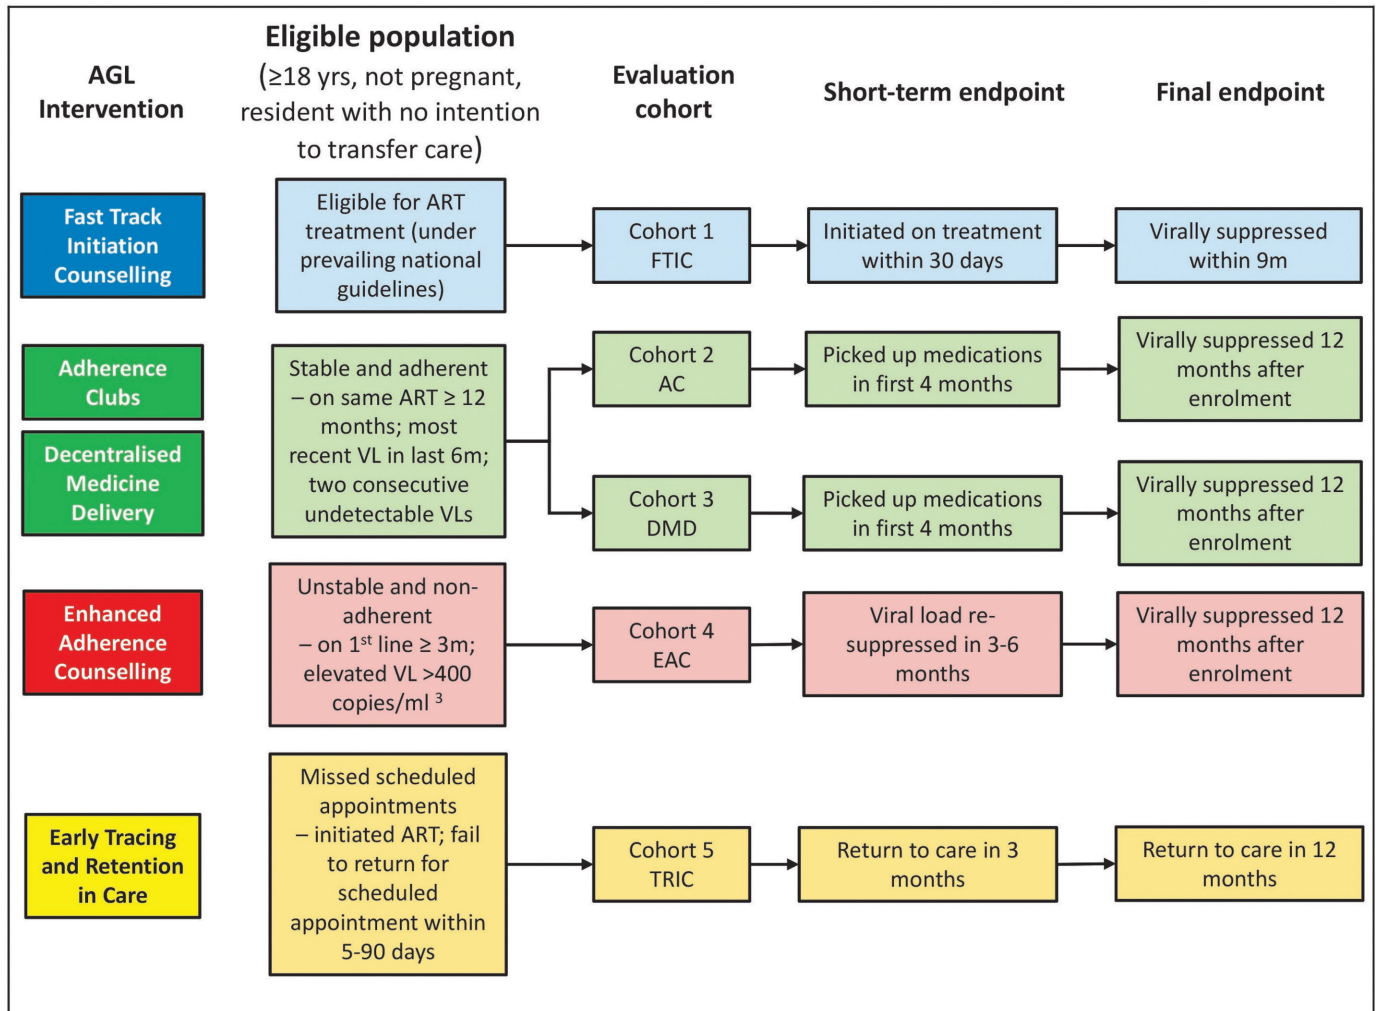 AGL
Intervention
Eligible population
(≥18 yrs, not pregnant,
resident with no intention
to transfer care)
Evaluation
cohort
Short-term endpoint
Final endpoint
Fast Track
Initiation
Counselling
Eligible for ART
treatment (under
prevailing national
guidelines)
Cohort 1
FTIC
Initiated on treatment
within 30 days
Virally suppressed
within 9m
Adherence
Clubs
Decentralised
Medicine
Delivery
Stable and adherent
– on same ART ≥ 12
months; most
recent VL in last 6m;
two consecutive
undetectable VLs
Cohort 2
AC
Picked up medications
in first 4 months
Virally suppressed 12
months after
enrolment
Cohort 3
DMD
Picked up medications
in first 4 months
Virally suppressed 12
months after
enrolment
Enhanced
Adherence
Counselling
Unstable and non-
adherent
– on 1st line ≥ 3m;
elevated VL >400
copies/ml 3
Cohort 4
EAC
Viral load re-
suppressed in 3-6
months
Virally suppressed 12
months after
enrolment
Early Tracing
and Retention
in Care
Missed scheduled
appointments
– initiated ART; fail
to return for
scheduled
appointment within
5-90 days
Cohort 5
TRIC
Return to care in 3
months
Return to care in 12
months